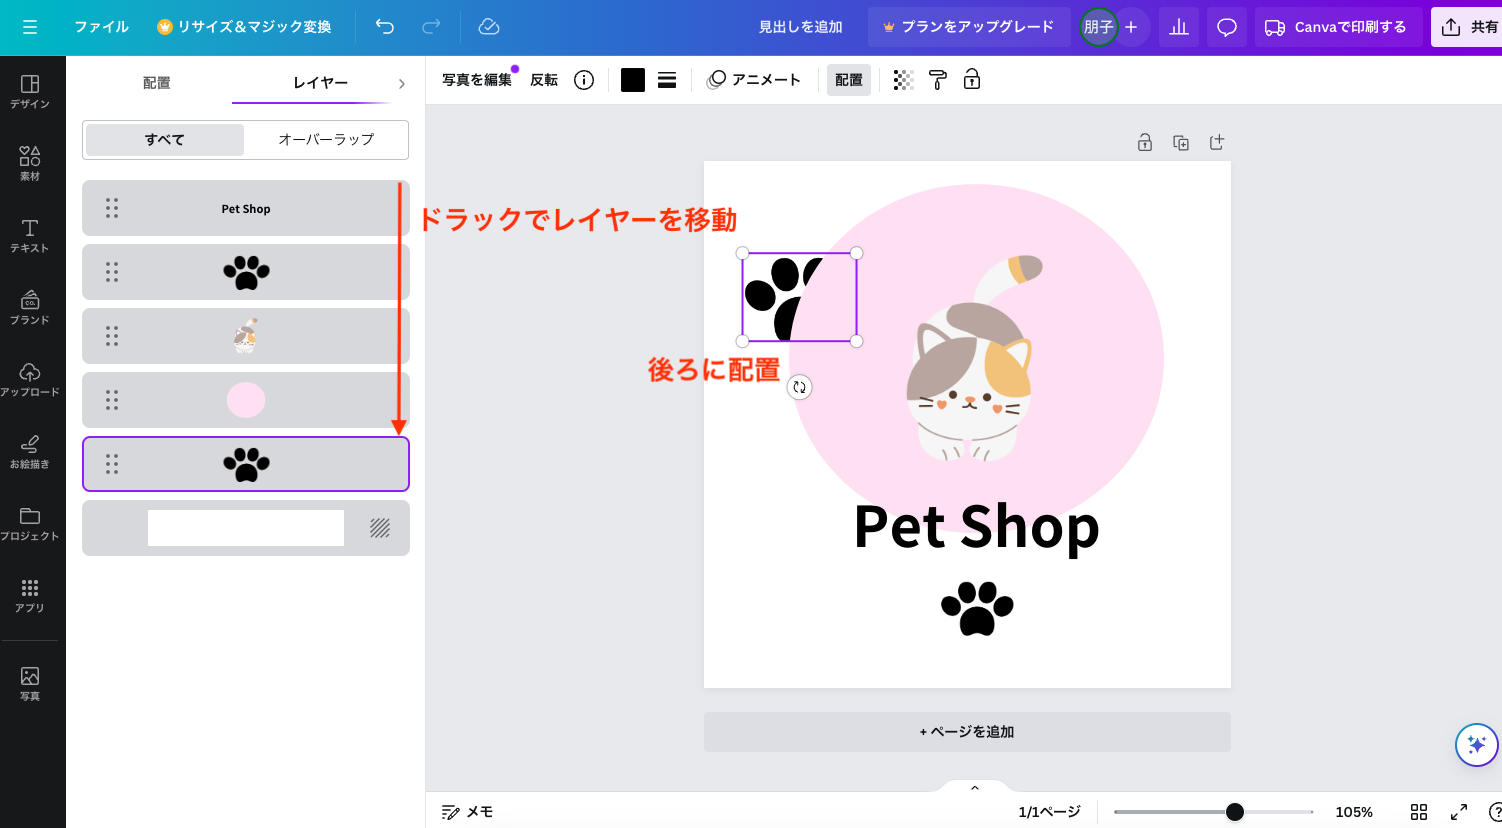 ファイル
リサイズ&マジック変換
見出しを追加
プランをアップグレード
朋子
Canvaで印刷する
共有
デザイン
素材
テキスト
ブランド
アップロード
お絵描き
プロジェクト
アプリ
写真
配置
レイヤー
すべて
オーバーラップ
Pet Shop
写真を編集
反転
アニメート
配置
ドラックでレイヤーを移動
後ろに配置
Pet Shop
+ ページを追加
メモ
1/1ページ
105%
CO.